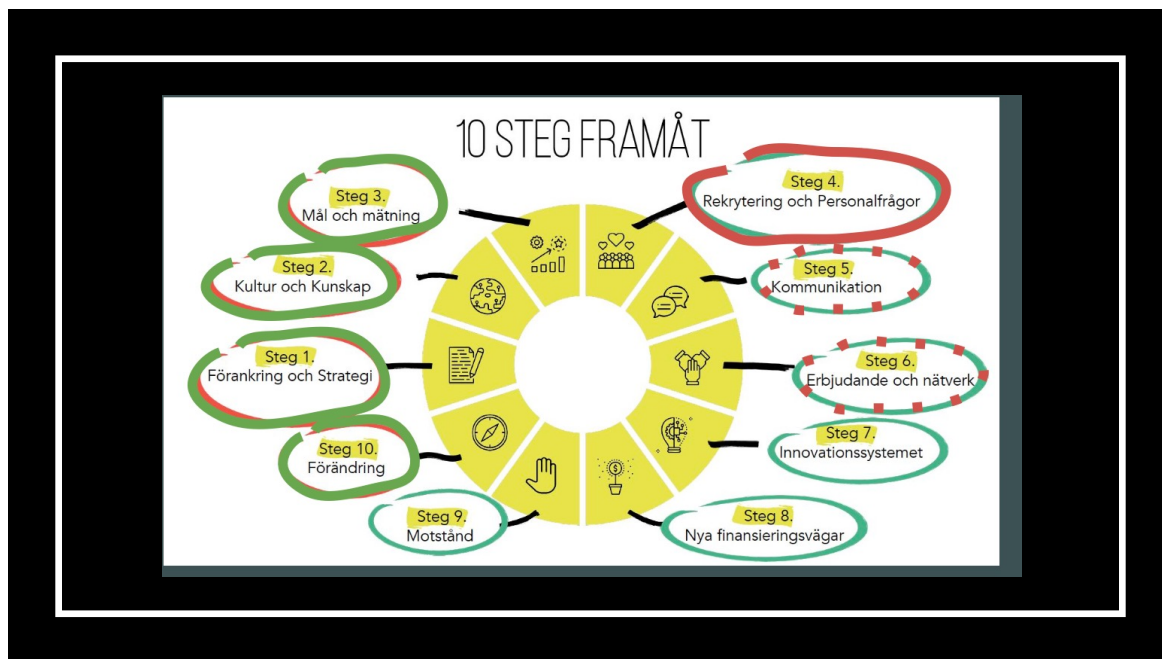 10 STEG FRAMÅT
Steg 3.
Mål och mätning
Steg 4.
Rekrytering och Personalfrågor
Steg 2.
Kultur och Kunskap
Steg 5.
Kommunikation
Steg 1.
Förankring och Strategi
Steg 6.
Erbjudande och nätverk
Steg 10.
Förändring
Steg 7.
Innovationssystemet
Steg 9.
Motstånd
Steg 8.
Nya finansieringsvägar